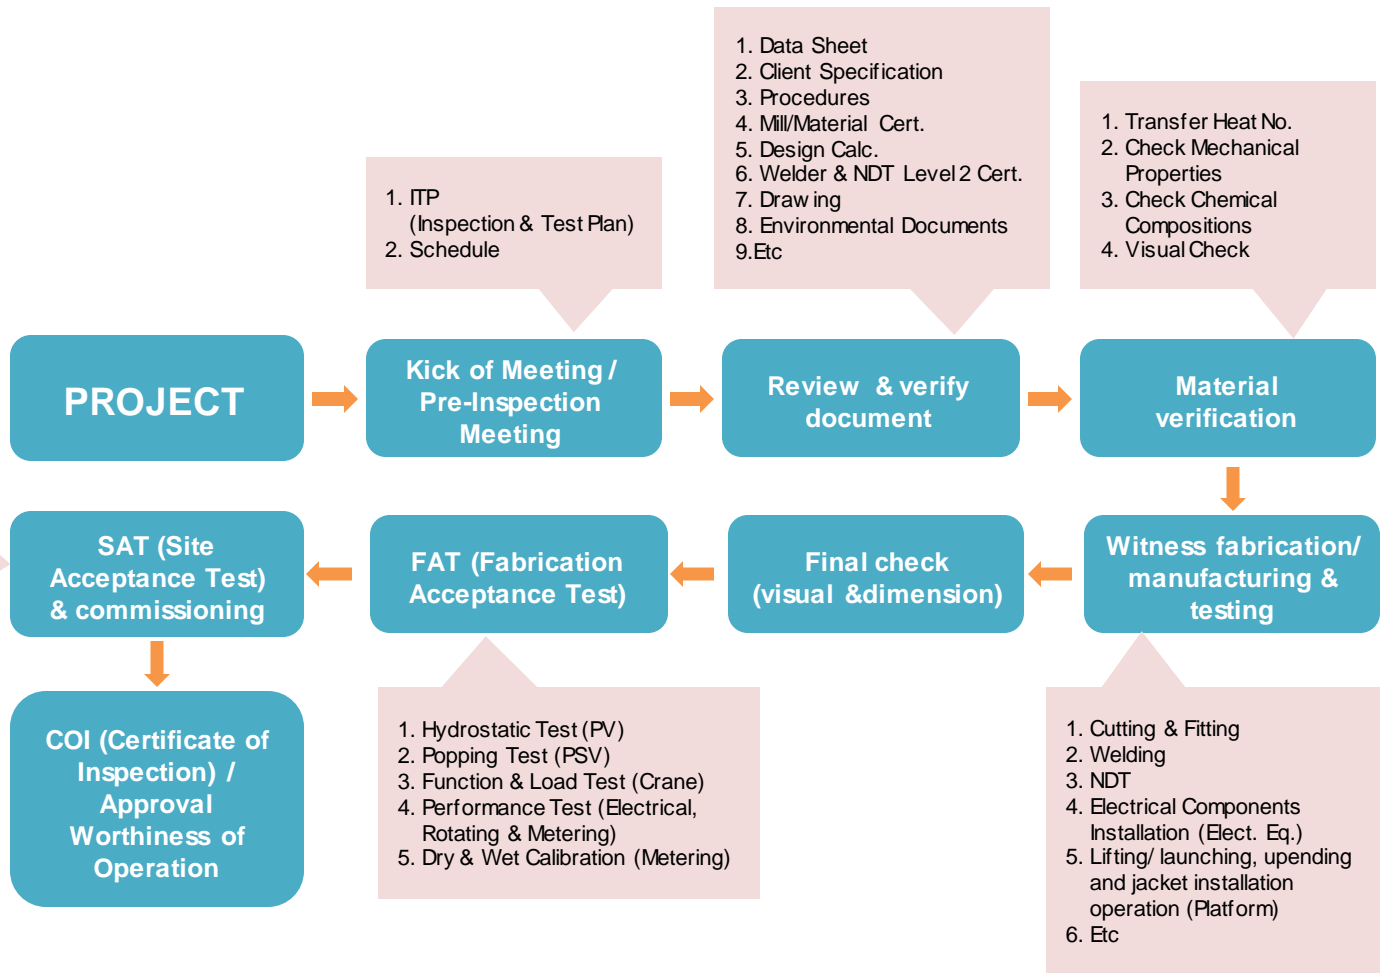 1. Data Sheet
2. Client Specification
3. Procedures
4. Mill/Material Cert.
5. Design Calc.
6. Welder & NDT Level 2 Cert.
7. Drawing
8. Environmental Documents
9.Etc
1. Transfer Heat No.
2. Check Mechanical
Properties
3. Check Chemical
Compositions
4. Visual Check
1. ITP
(Inspection & Test Plan)
2. Schedule
PROJECT
Kick of Meeting /
Pre-Inspection
Meeting
Review & verify
document
Material
verification
SAT (Site
Acceptance Test)
& commissioning
FAT (Fabrication
Acceptance Test)
Final check
(visual &dimension)
Witness fabrication/
manufacturing &
testing
COI (Certificate of
Inspection) /
Approval
Worthiness of
Operation
1. Hydrostatic Test (PV)
2. Popping Test (PSV)
3. Function & Load Test (Crane)
4. Performance Test (Electrical,
Rotating & Metering)
5. Dry & Wet Calibration (Metering)
1. Cutting & Fitting
2. Welding
3. NDT
4. Electrical Components
Installation (Elect. Eq.)
5. Lifting/ launching, upending
and jacket installation
operation (Platform)
6. Etc